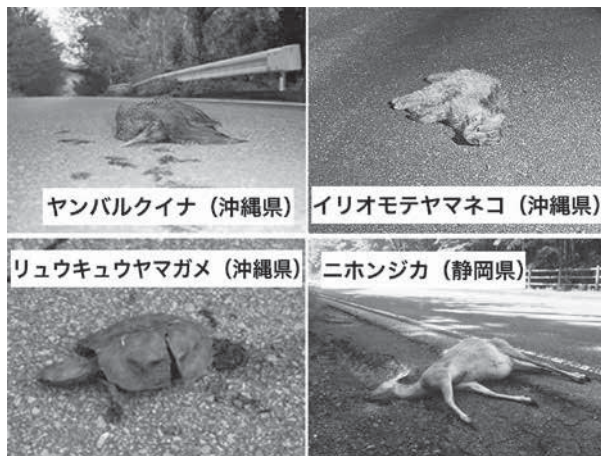 ヤンバルクイナ（沖縄県）
イリオモテヤマネコ（沖縄県）
リュウキュウヤマガメ（沖縄県）
ニホンジカ（静岡県）